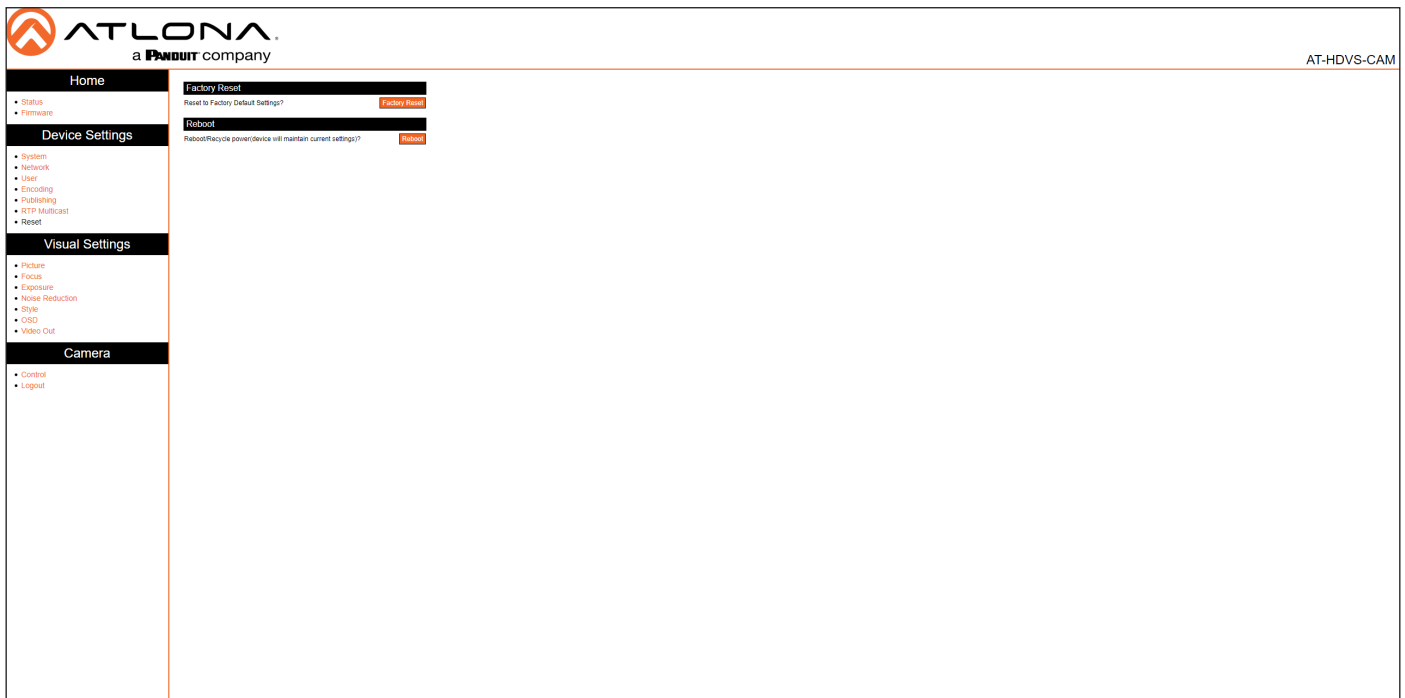 ATLONA.
a PANDUIT company
AT-HDVS-CAM
Home
• Status
• Firmware
Device Settings
• System
• Network
• User
• Encoding
• Publishing
• RTP Multicast
• Reset
Visual Settings
• Picture
• Focus
• Exposure
• Noise Reduction
• Style
• OSD
• Video Out
Camera
• Control
• Logout
Factory Reset
Reset to Factory Default Settings? Factory Reset
Reboot
Reboot/Recycle power(device will maintain current settings)? Reboot